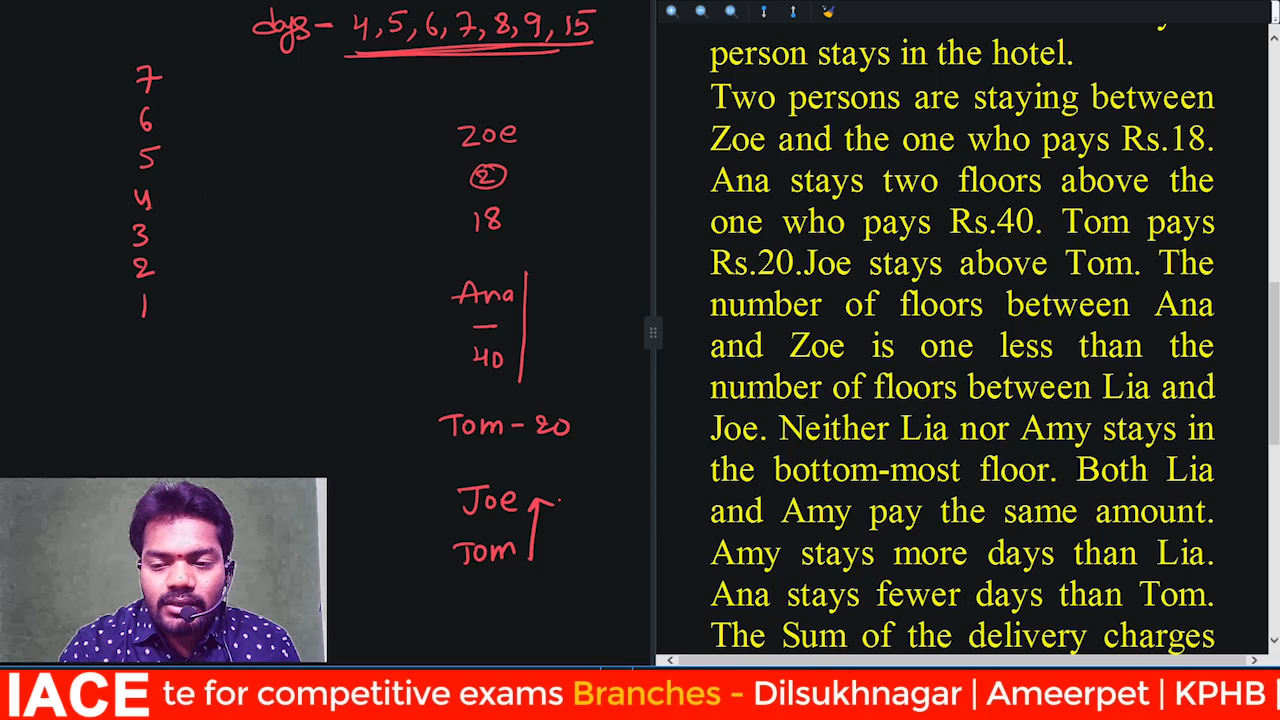 days - 4, 5, 6, 7, 8, 9, 15
7
6
5
4
3
2
1
Zoe
2
18
Ana
—
40
Tom - 20
Joe
Tom
person stays in the hotel.
Two persons are staying between
Zoe and the one who pays Rs.18.
Ana stays two floors above the
one who pays Rs.40. Tom pays
Rs.20.Joe stays above Tom. The
number of floors between Ana
and Zoe is one less than the
number of floors between Lia and
Joe. Neither Lia nor Amy stays in
the bottom-most floor. Both Lia
and Amy pay the same amount.
Amy stays more days than Lia.
Ana stays fewer days than Tom.
The Sum of the delivery charges
IACE te for competitive exams Branches - Dilsukhnagar | Ameerpet | KPHB |